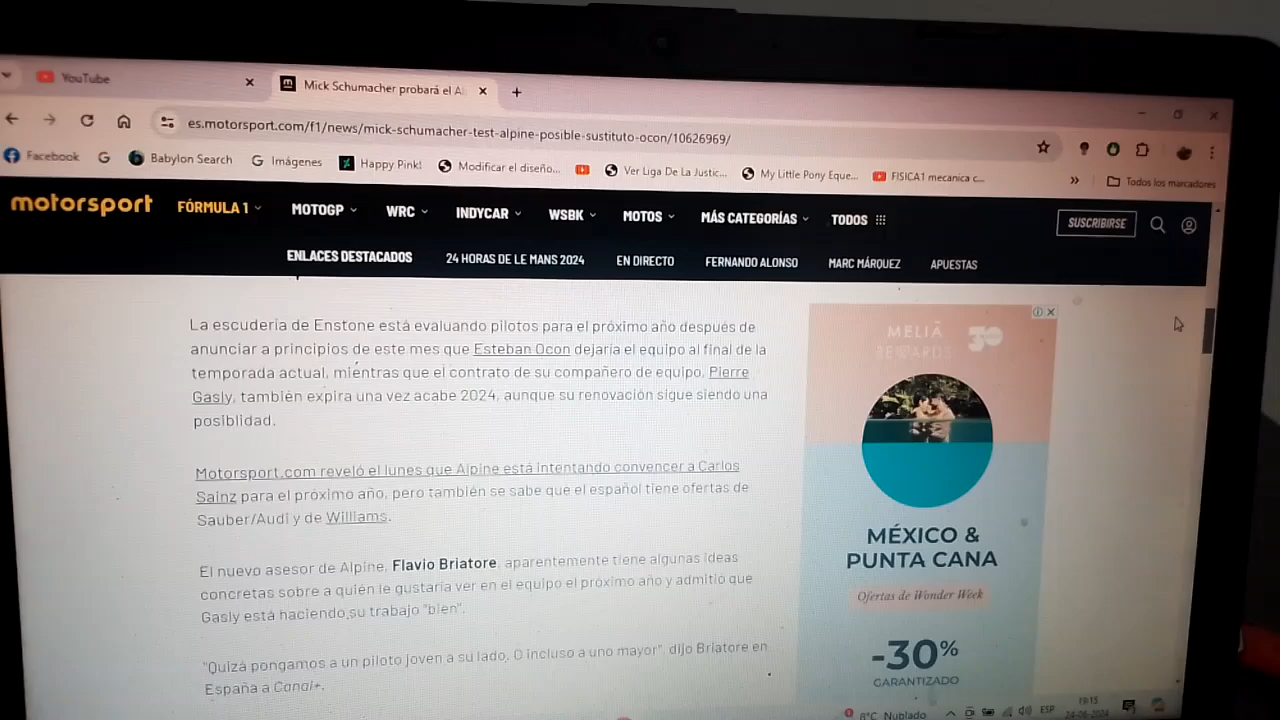 YouTube
Mick Schumacher probará el A
es.motorsport.com/f1/news/mick-schumacher-test-alpine-posible-sustituto-ocon/10626969/
Facebook Babylon Search Imágenes Happy Pink! Modificar el diseño... Ver Liga De La Justic... My Little Pony Eque... FISICA1 mecanica c... Todos los marcadores
motorsport FÓRMULA 1 MOTOGP WRC INDYCAR WSBK MOTOS MÁS CATEGORÍAS TODOS SUSCRIBIRSE
ENLACES DESTACADOS 24 HORAS DE LE MANS 2024 EN DIRECTO FERNANDO ALONSO MARC MÁRQUEZ APUESTAS
La escudería de Enstone está evaluando pilotos para el próximo año después de
anunciar a principios de este mes que Esteban Ocon dejaría el equipo al final de la
temporada actual, mientras que el contrato de su compañero de equipo, Pierre
Gasly, también expira una vez acabe 2024, aunque su renovación sigue siendo una
posiblidad.
Motorsport.com reveló el lunes que Alpine está intentando convencer a Carlos
Sainz para el próximo año, pero también se sabe que el español tiene ofertas de
Sauber/Audi y de Williams.
El nuevo asesor de Alpine, Flavio Briatore, aparentemente tiene algunas ideas
concretas sobre a quién le gustaría ver en el equipo el próximo año y admitió que
Gasly está haciendo su trabajo "bien".
"Quizá pongamos a un piloto joven a su lado. O incluso a uno mayor", dijo Briatore en
España a Canal+.
MELIÁ
REWARDS 30
MÉXICO &
PUNTA CANA
Ofertas de Wonder Week
-30%
GARANTIZADO
8°C Nublado ESP 19:15
24-06-2024